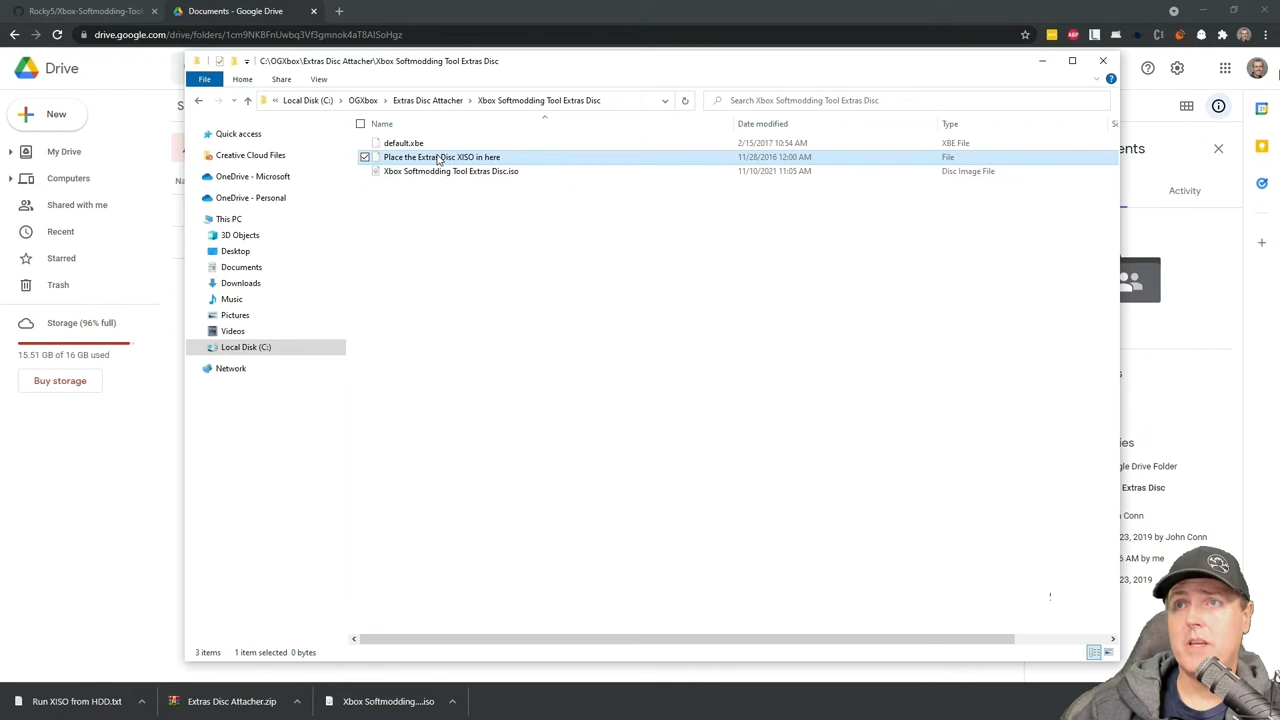 Rocky5/Xbox-Softmodding-Tool-Hgz
Documents - Google Drive
drive.google.com/drive/folders/1cm9NKBFnUwbq3Vf3gmnok4aT8AlSoHgz
Drive
New
My Drive
Computers
Shared with me
Recent
Starred
Trash
Storage (96% full)
15.51 GB of 16 GB used
Buy storage
C:\OGXbox\Extras Disc Attacher\Xbox Softmodding Tool Extras Disc
File Home Share View
« Local Disk (C:) › OGXbox › Extras Disc Attacher › Xbox Softmodding Tool Extras Disc
Search Xbox Softmodding Tool Extras Disc
Name Date modified Type Si
default.xbe 2/15/2017 10:54 AM XBE File
Place the Extras Disc XISO in here 11/28/2016 12:00 AM File
Xbox Softmodding Tool Extras Disc.iso 11/10/2021 11:05 AM Disc Image File
Quick access
Creative Cloud Files
OneDrive - Microsoft
OneDrive - Personal
This PC
3D Objects
Desktop
Documents
Downloads
Music
Pictures
Videos
Local Disk (C:)
Network
3 items 1 item selected 0 bytes
ents
Activity
ies
gle Drive Folder
Extras Disc
n Conn
23, 2019 by John Conn
6 AM by me
23, 2019
Run XISO from HDD.txt
Extras Disc Attacher.zip
Xbox Softmodding....iso